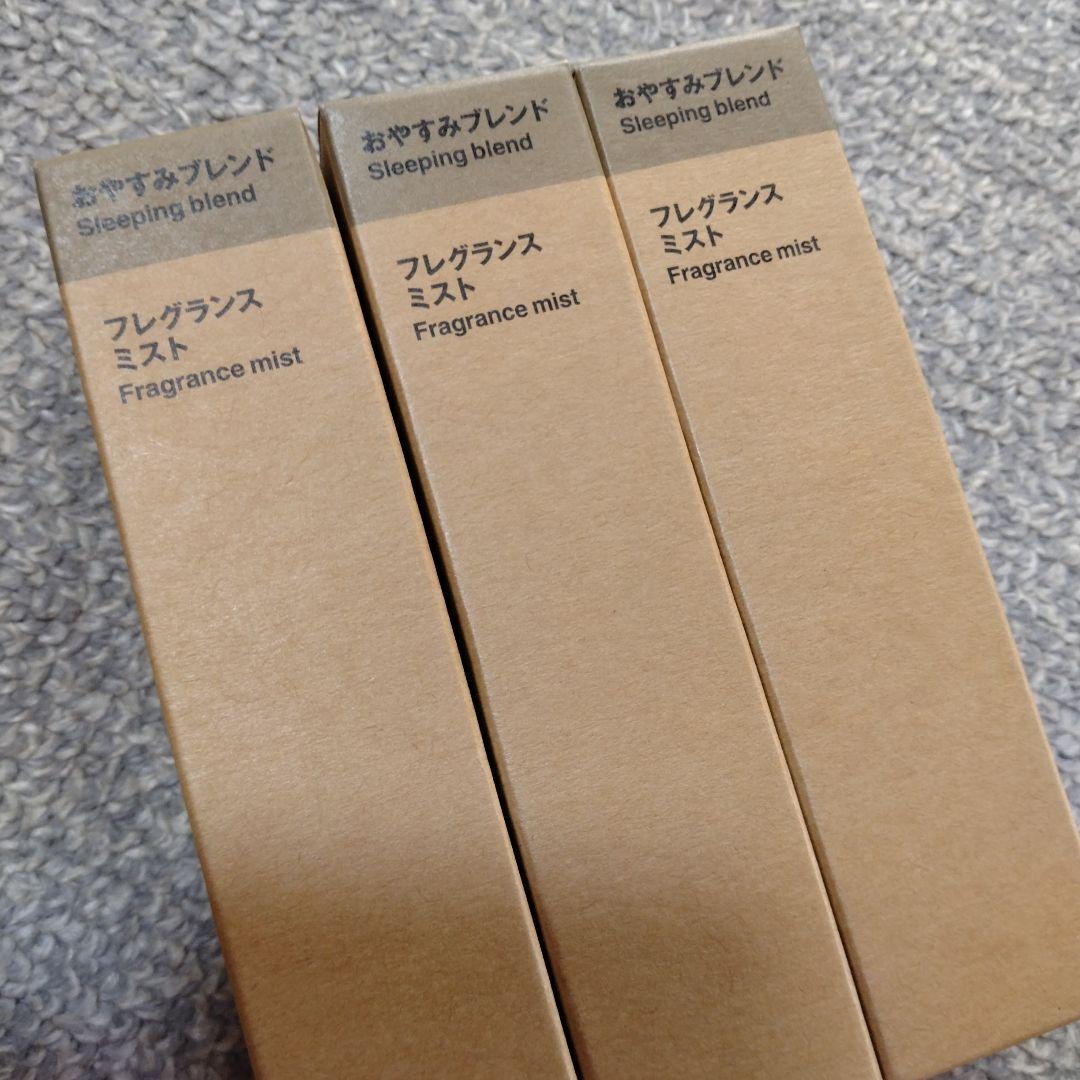 おやすみブレンド
Sleeping blend
フレグランス
ミスト
Fragrance mist
おやすみブレンド
Sleeping blend
フレグランス
ミスト
Fragrance mist
おやすみブレンド
Sleeping blend
フレグランス
ミスト
Fragrance mist